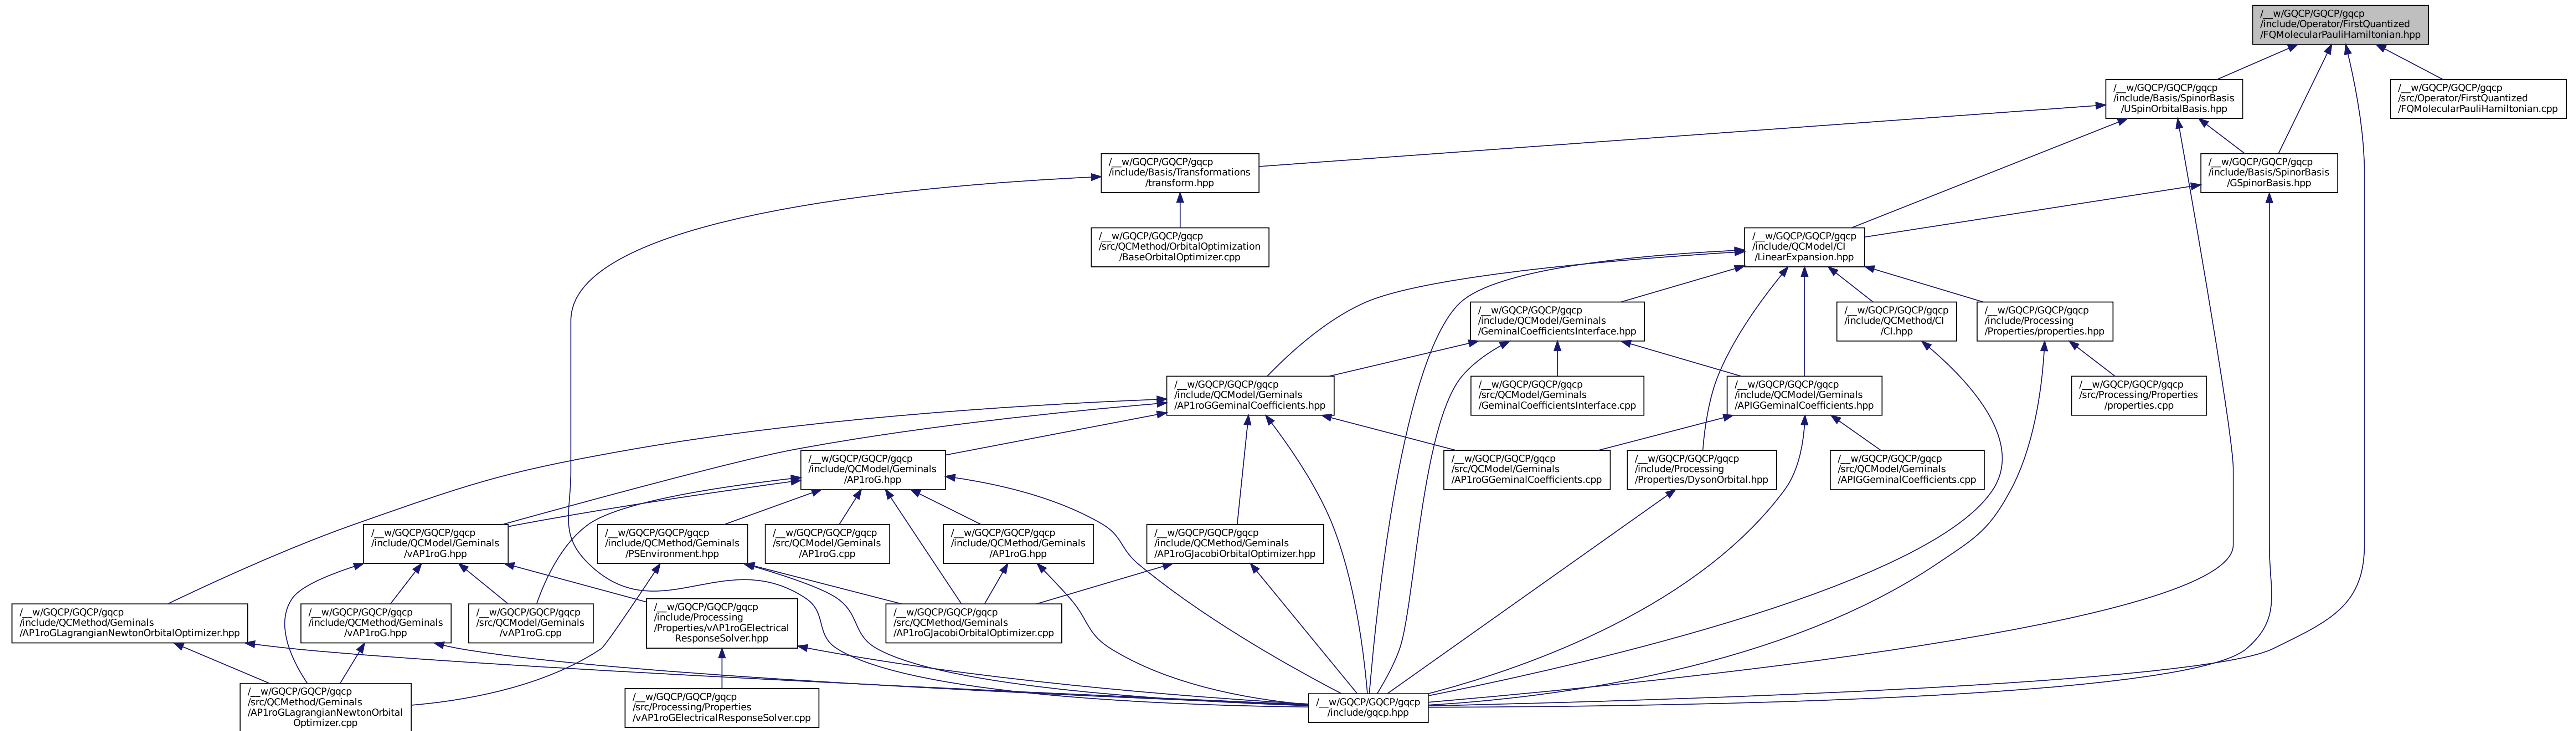 /__w/GQCP/GQCP/gqcp
/include/Operator/FirstQuantized
/FQMolecularPauliHamiltonian.hpp
/__w/GQCP/GQCP/gqcp
/include/Basis/SpinorBasis
/USpinOrbitalBasis.hpp
/__w/GQCP/GQCP/gqcp
/src/Operator/FirstQuantized
/FQMolecularPauliHamiltonian.cpp
/__w/GQCP/GQCP/gqcp
/include/Basis/Transformations
/transform.hpp
/__w/GQCP/GQCP/gqcp
/include/Basis/SpinorBasis
/GSpinorBasis.hpp
/__w/GQCP/GQCP/gqcp
/src/QCMethod/OrbitalOptimization
/BaseOrbitalOptimizer.cpp
/__w/GQCP/GQCP/gqcp
/include/QCModel/CI
/LinearExpansion.hpp
/__w/GQCP/GQCP/gqcp
/include/QCModel/Geminals
/GeminalCoefficientsInterface.hpp
/__w/GQCP/GQCP/gqcp
/include/QCMethod/CI
/CI.hpp
/__w/GQCP/GQCP/gqcp
/include/Processing
/Properties/properties.hpp
/__w/GQCP/GQCP/gqcp
/include/QCModel/Geminals
/AP1roGGeminalCoefficients.hpp
/__w/GQCP/GQCP/gqcp
/src/QCModel/Geminals
/GeminalCoefficientsInterface.cpp
/__w/GQCP/GQCP/gqcp
/include/QCModel/Geminals
/APIGGeminalCoefficients.hpp
/__w/GQCP/GQCP/gqcp
/src/Processing/Properties
/properties.cpp
/__w/GQCP/GQCP/gqcp
/include/QCModel/Geminals
/AP1roG.hpp
/__w/GQCP/GQCP/gqcp
/src/QCModel/Geminals
/AP1roGGeminalCoefficients.cpp
/__w/GQCP/GQCP/gqcp
/include/Processing
/Properties/DysonOrbital.hpp
/__w/GQCP/GQCP/gqcp
/src/QCModel/Geminals
/APIGGeminalCoefficients.cpp
/__w/GQCP/GQCP/gqcp
/include/QCModel/Geminals
/vAP1roG.hpp
/__w/GQCP/GQCP/gqcp
/include/QCMethod/Geminals
/PSEnvironment.hpp
/__w/GQCP/GQCP/gqcp
/src/QCModel/Geminals
/AP1roG.cpp
/__w/GQCP/GQCP/gqcp
/include/QCMethod/Geminals
/AP1roG.hpp
/__w/GQCP/GQCP/gqcp
/include/QCMethod/Geminals
/AP1roGJacobiOrbitalOptimizer.hpp
/__w/GQCP/GQCP/gqcp
/include/QCMethod/Geminals
/AP1roGLagrangianNewtonOrbitalOptimizer.hpp
/__w/GQCP/GQCP/gqcp
/include/QCMethod/Geminals
/vAP1roG.hpp
/__w/GQCP/GQCP/gqcp
/src/QCModel/Geminals
/vAP1roG.cpp
/__w/GQCP/GQCP/gqcp
/include/Processing
/Properties/vAP1roGElectrical
ResponseSolver.hpp
/__w/GQCP/GQCP/gqcp
/src/QCMethod/Geminals
/AP1roGJacobiOrbitalOptimizer.cpp
/__w/GQCP/GQCP/gqcp
/src/QCMethod/Geminals
/AP1roGLagrangianNewtonOrbital
Optimizer.cpp
/__w/GQCP/GQCP/gqcp
/src/Processing/Properties
/vAP1roGElectricalResponseSolver.cpp
/__w/GQCP/GQCP/gqcp
/include/gqcp.hpp